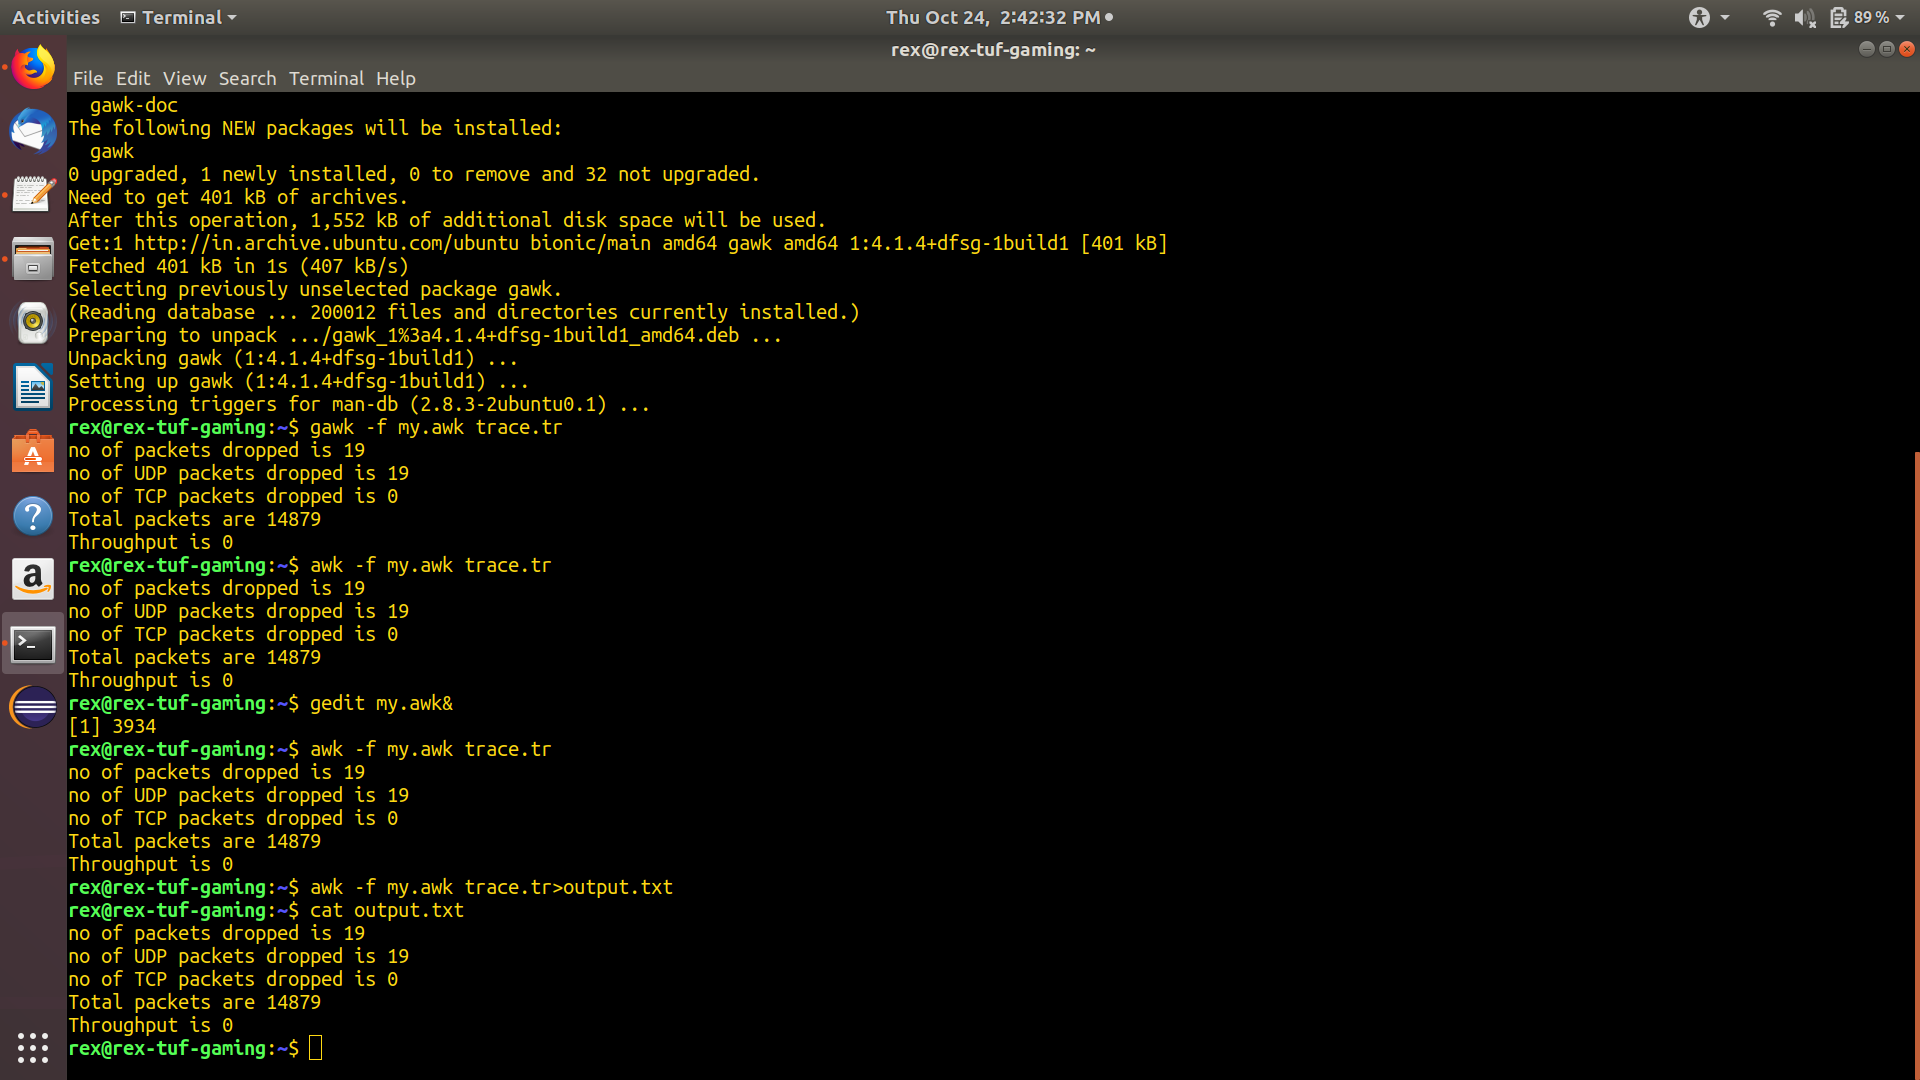 Activities Terminal Thu Oct 24, 2:42:32 PM 89 %
rex@rex-tuf-gaming: ~
File Edit View Search Terminal Help
gawk-doc
The following NEW packages will be installed:
gawk
0 upgraded, 1 newly installed, 0 to remove and 32 not upgraded.
Need to get 401 kB of archives.
After this operation, 1,552 kB of additional disk space will be used.
Get:1 http://in.archive.ubuntu.com/ubuntu bionic/main amd64 gawk amd64 1:4.1.4+dfsg-1build1 [401 kB]
Fetched 401 kB in 1s (407 kB/s)
Selecting previously unselected package gawk.
(Reading database ... 200012 files and directories currently installed.)
Preparing to unpack .../gawk_1%3a4.1.4+dfsg-1build1_amd64.deb ...
Unpacking gawk (1:4.1.4+dfsg-1build1) ...
Setting up gawk (1:4.1.4+dfsg-1build1) ...
Processing triggers for man-db (2.8.3-2ubuntu0.1) ...
rex@rex-tuf-gaming:~$ gawk -f my.awk trace.tr
no of packets dropped is 19
no of UDP packets dropped is 19
no of TCP packets dropped is 0
Total packets are 14879
Throughput is 0
rex@rex-tuf-gaming:~$ awk -f my.awk trace.tr
no of packets dropped is 19
no of UDP packets dropped is 19
no of TCP packets dropped is 0
Total packets are 14879
Throughput is 0
rex@rex-tuf-gaming:~$ gedit my.awk&
[1] 3934
rex@rex-tuf-gaming:~$ awk -f my.awk trace.tr
no of packets dropped is 19
no of UDP packets dropped is 19
no of TCP packets dropped is 0
Total packets are 14879
Throughput is 0
rex@rex-tuf-gaming:~$ awk -f my.awk trace.tr>output.txt
rex@rex-tuf-gaming:~$ cat output.txt
no of packets dropped is 19
no of UDP packets dropped is 19
no of TCP packets dropped is 0
Total packets are 14879
Throughput is 0
rex@rex-tuf-gaming:~$